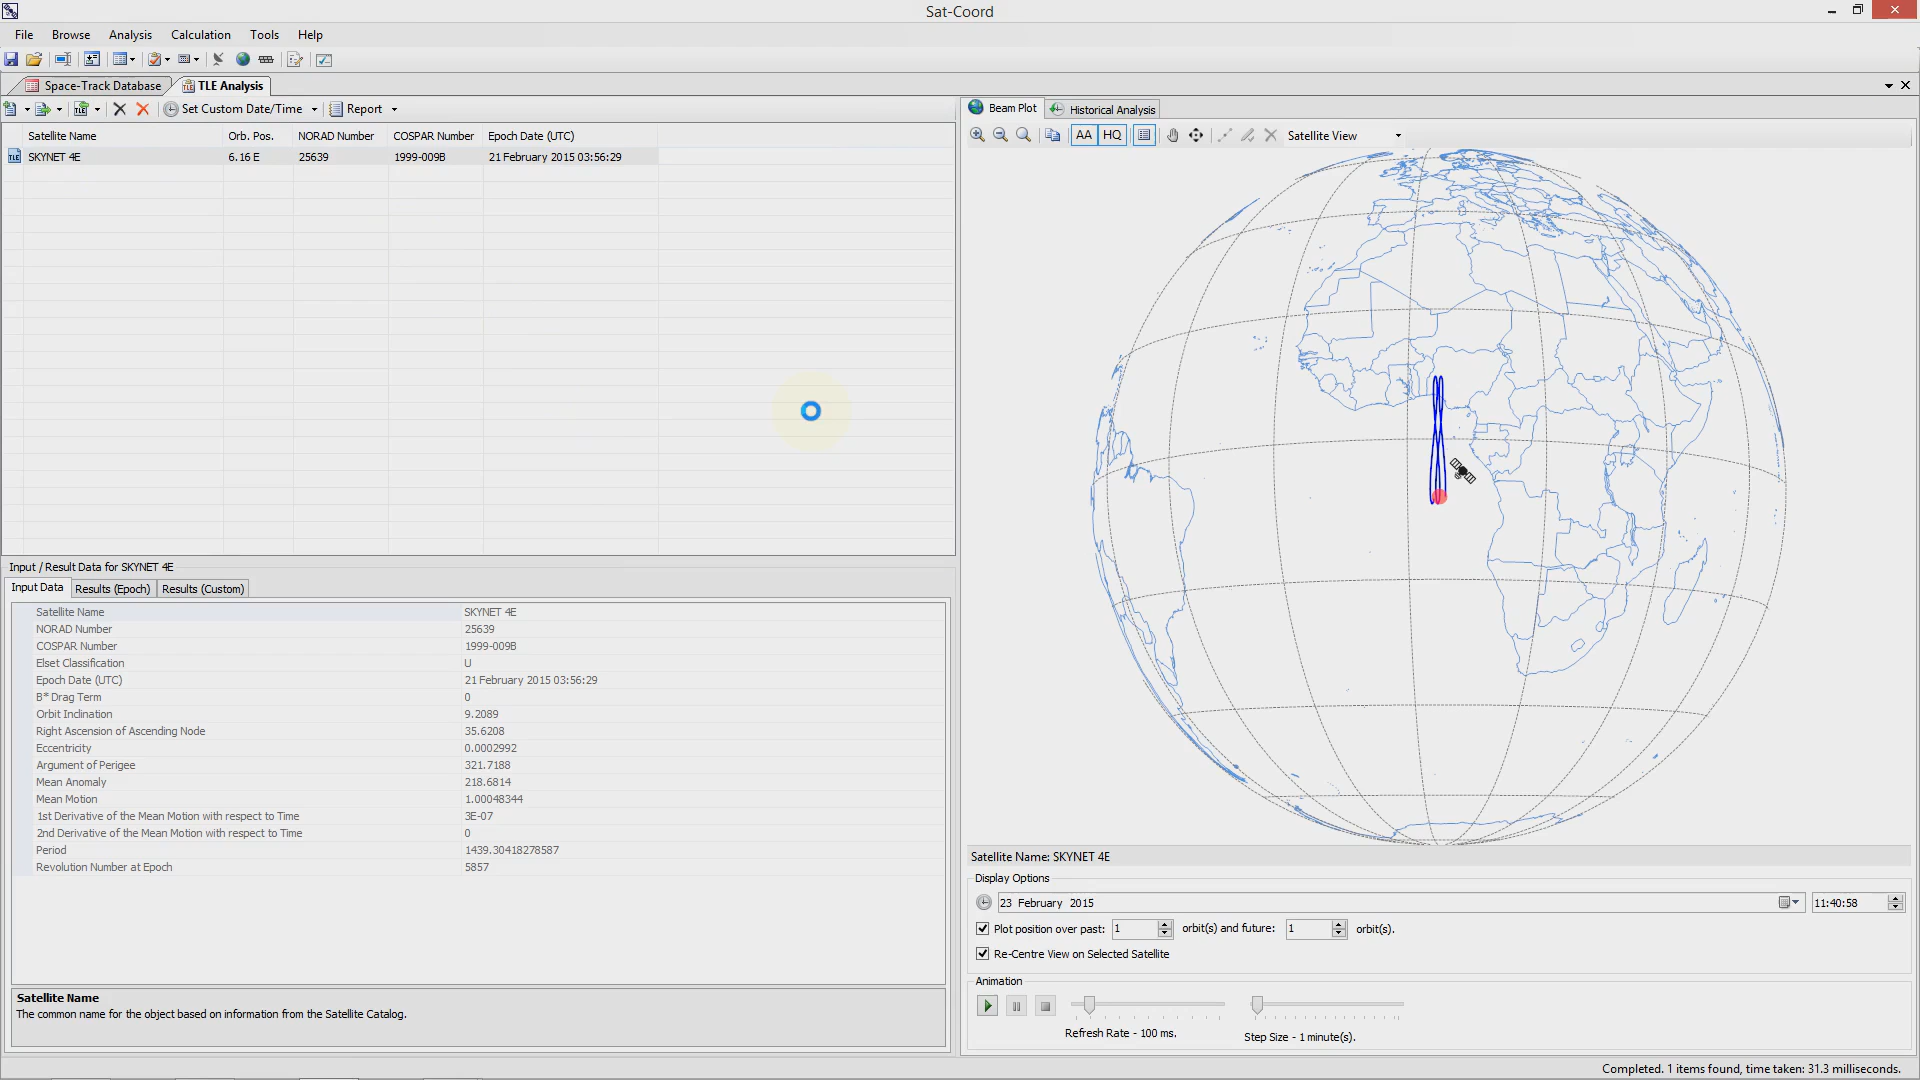 Sat-Coord
File Browse Analysis Calculation Tools Help
Space-Track Database TLE Analysis
Set Custom Date/Time Report
Satellite Name Orb. Pos. NORAD Number COSPAR Number Epoch Date (UTC)
TLE SKYNET 4E 6.16 E 25639 1999-009B 21 February 2015 03:56:29
Input / Result Data for SKYNET 4E
Input Data Results (Epoch) Results (Custom)
Satellite Name SKYNET 4E
NORAD Number 25639
COSPAR Number 1999-009B
Elset Classification U
Epoch Date (UTC) 21 February 2015 03:56:29
B* Drag Term 0
Orbit Inclination 9.2089
Right Ascension of Ascending Node 35.6208
Eccentricity 0.0002992
Argument of Perigee 321.7188
Mean Anomaly 218.6814
Mean Motion 1.00048344
1st Derivative of the Mean Motion with respect to Time 3E-07
2nd Derivative of the Mean Motion with respect to Time 0
Period 1439.30418278587
Revolution Number at Epoch 5857
Satellite Name
The common name for the object based on information from the Satellite Catalog.
Beam Plot Historical Analysis
AA HQ Satellite View
Satellite Name: SKYNET 4E
Display Options
23 February 2015 11:40:58
Plot position over past: 1 orbit(s) and future: 1 orbit(s).
Re-Centre View on Selected Satellite
Animation
Refresh Rate - 100 ms. Step Size - 1 minute(s).
Completed. 1 items found, time taken: 31.3 milliseconds.